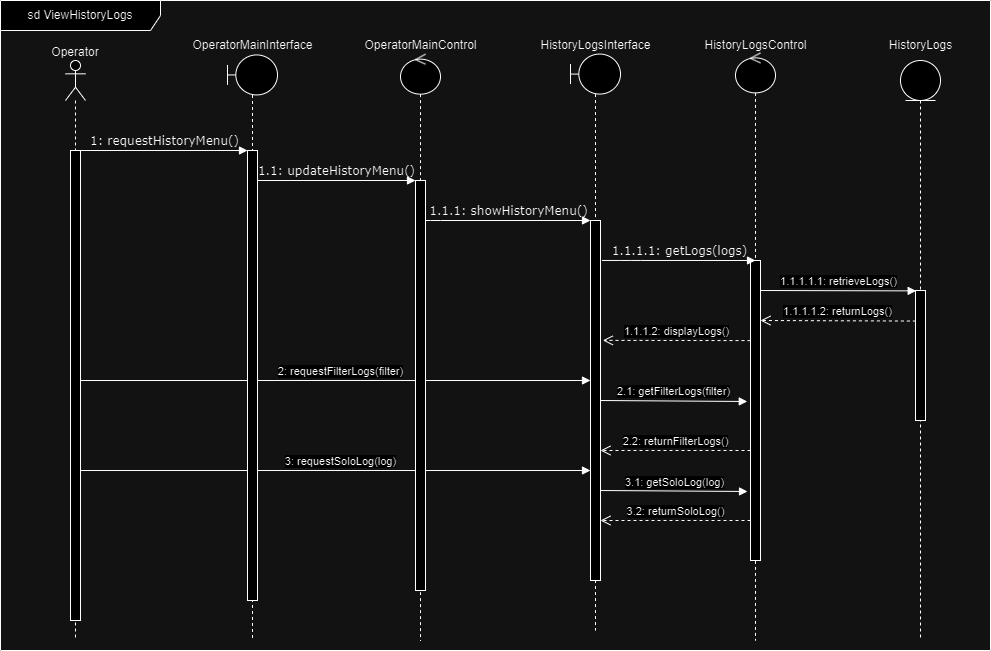 sd ViewHistoryLogs
Operator
OperatorMainInterface
OperatorMainControl
HistoryLogsInterface
HistoryLogsControl
HistoryLogs
1: requestHistoryMenu()
1.1: updateHistoryMenu()
1.1.1: showHistoryMenu()
1.1.1.1: getLogs(logs)
1.1.1.1.1: retrieveLogs()
1.1.1.1.2: returnLogs()
1.1.1.2: displayLogs()
2: requestFilterLogs(filter)
2.1: getFilterLogs(filter)
2.2: returnFilterLogs()
3: requestSoloLog(log)
3.1: getSoloLog(log)
3.2: returnSoloLog()